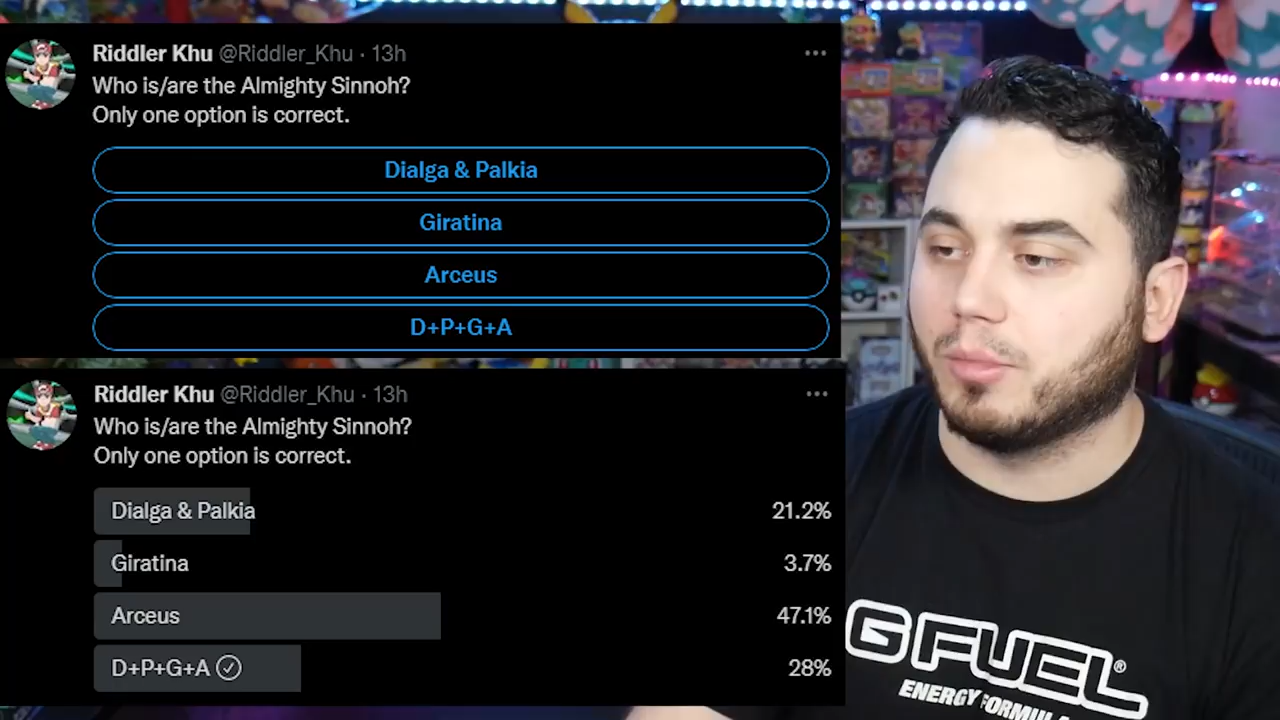 Riddler Khu @Riddler_Khu · 13h
Who is/are the Almighty Sinnoh?
Only one option is correct.
Dialga & Palkia
Giratina
Arceus
D+P+G+A
Riddler Khu @Riddler_Khu · 13h
Who is/are the Almighty Sinnoh?
Only one option is correct.
Dialga & Palkia 21.2%
Giratina 3.7%
Arceus 47.1%
D+P+G+A 28%
G FUEL®
ENERGY FORMULA